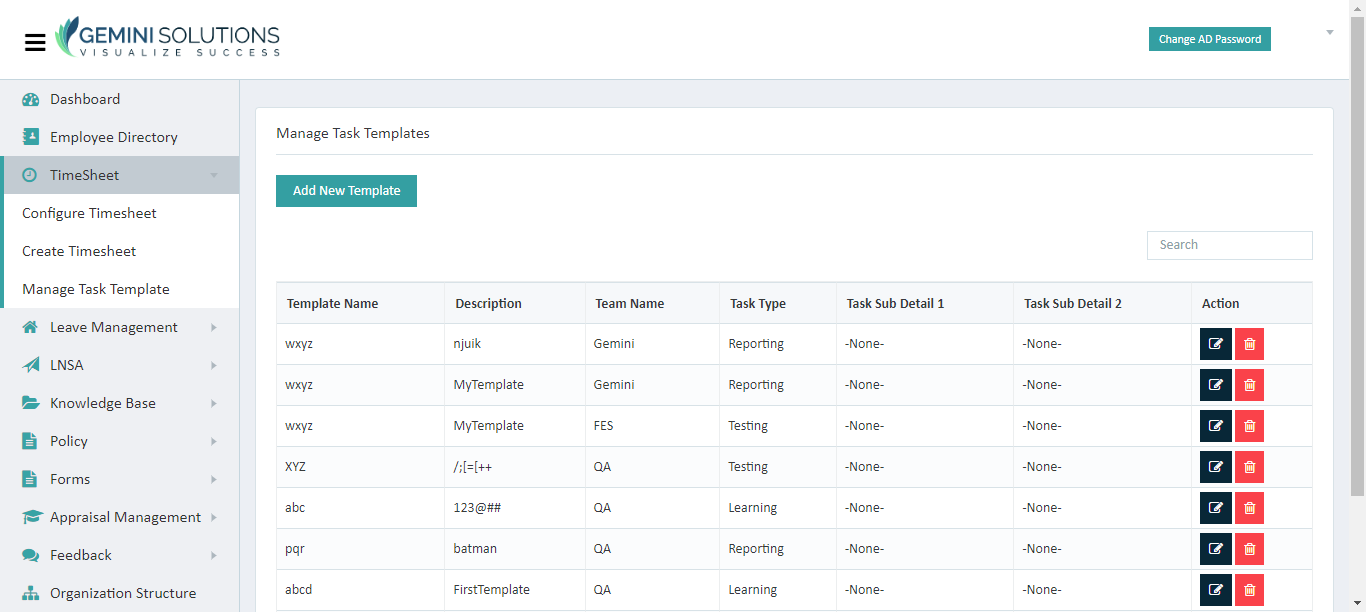 GEMINI SOLUTIONS
VISUALIZE SUCCESS
Change AD Password
Dashboard
Employee Directory
TimeSheet
Configure Timesheet
Create Timesheet
Manage Task Template
Leave Management
LNSA
Knowledge Base
Policy
Forms
Appraisal Management
Feedback
Organization Structure
Manage Task Templates
Add New Template
Search
Template Name Description Team Name Task Type Task Sub Detail 1 Task Sub Detail 2 Action
wxyz njuik Gemini Reporting -None- -None-
wxyz MyTemplate Gemini Reporting -None- -None-
wxyz MyTemplate FES Testing -None- -None-
XYZ /;[=[++ QA Testing -None- -None-
abc 123@## QA Learning -None- -None-
pqr batman QA Reporting -None- -None-
abcd FirstTemplate QA Learning -None- -None-